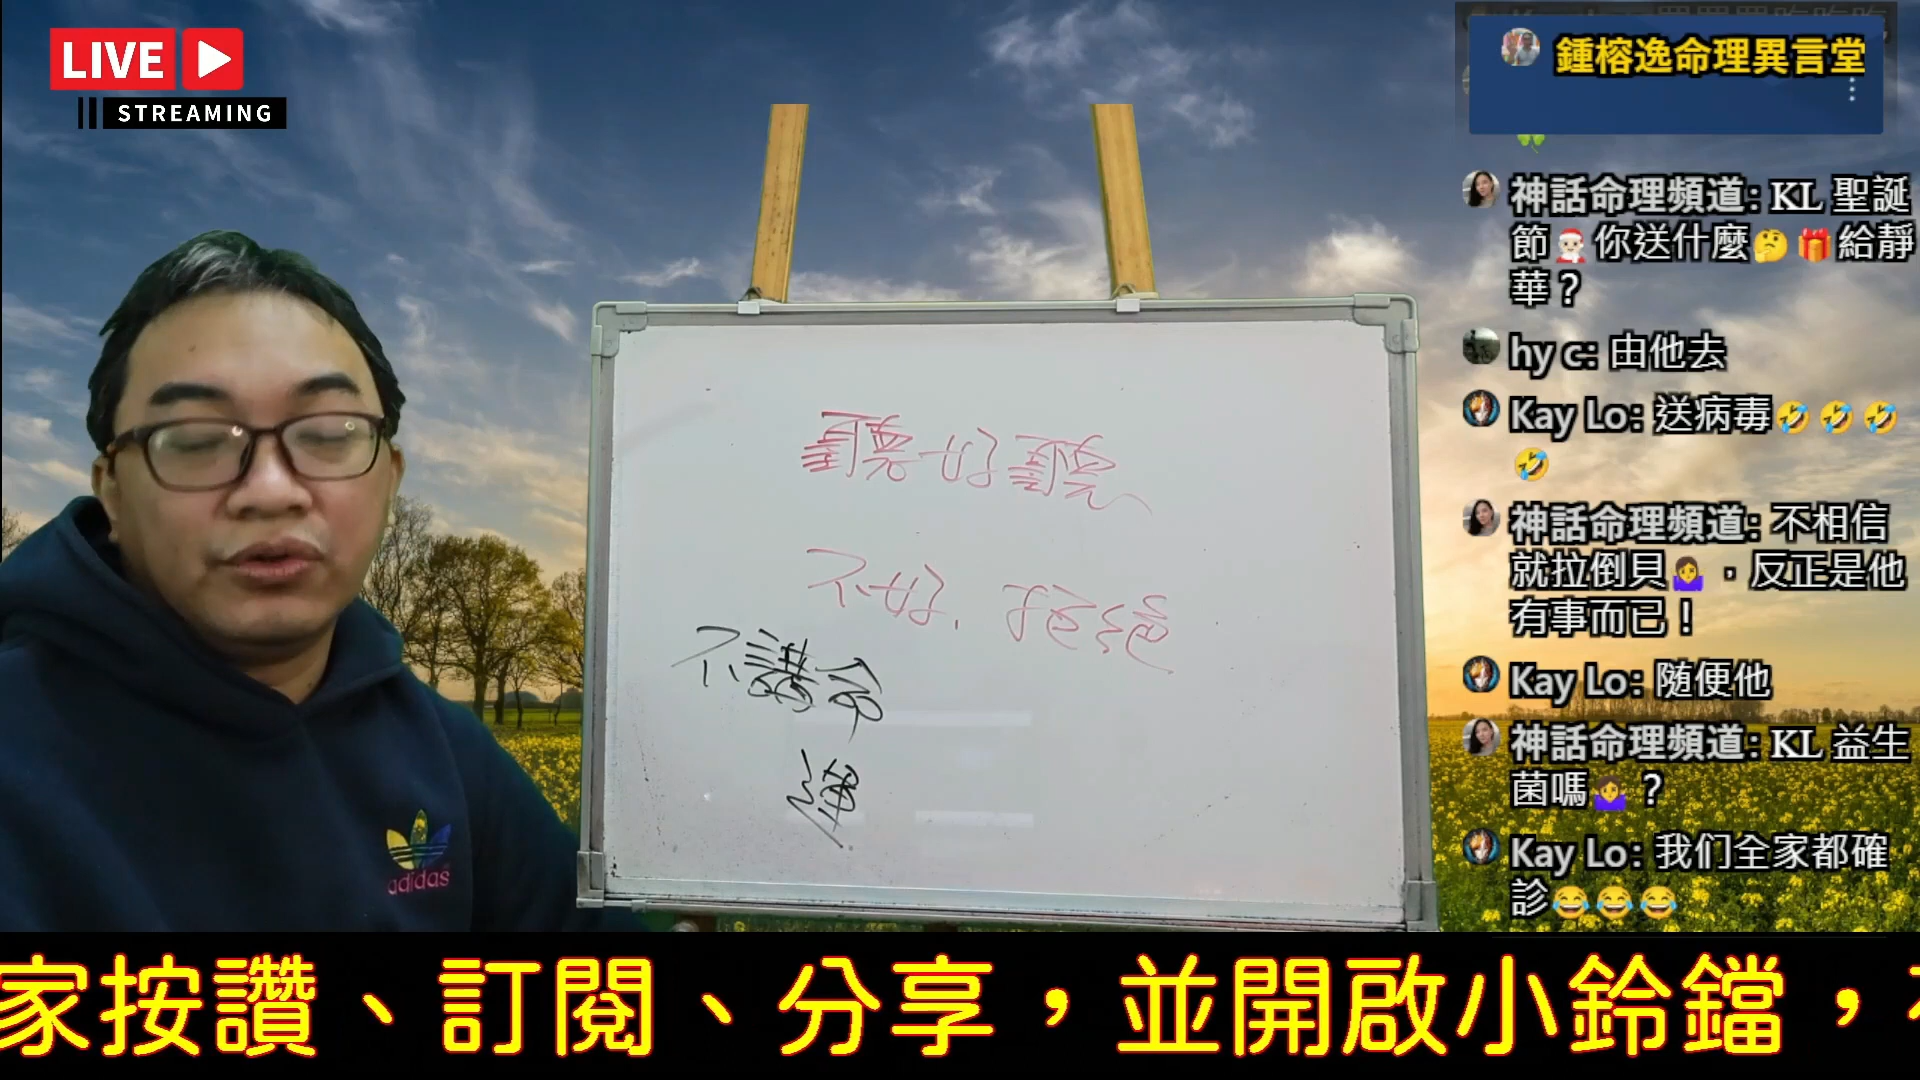 LIVE
STREAMING
鍾榕逸命理異言堂
神話命理頻道: KL 聖誕
節🎅🏻你送什麼🤔🎁給靜
華？
hy c: 由他去
Kay Lo: 送病毒🤣🤣🤣
🤣
神話命理頻道: 不相信
就拉倒貝🤷‍♀️，反正是他
有事而已！
Kay Lo: 随便他
神話命理頻道: KL 益生
菌嗎🤷‍♀️？
Kay Lo: 我们全家都確
診😂😂😂
聽好聽
不好．拒絕
不講命
運
adidas
家按讚、訂閱、分享，並開啟小鈴鐺，